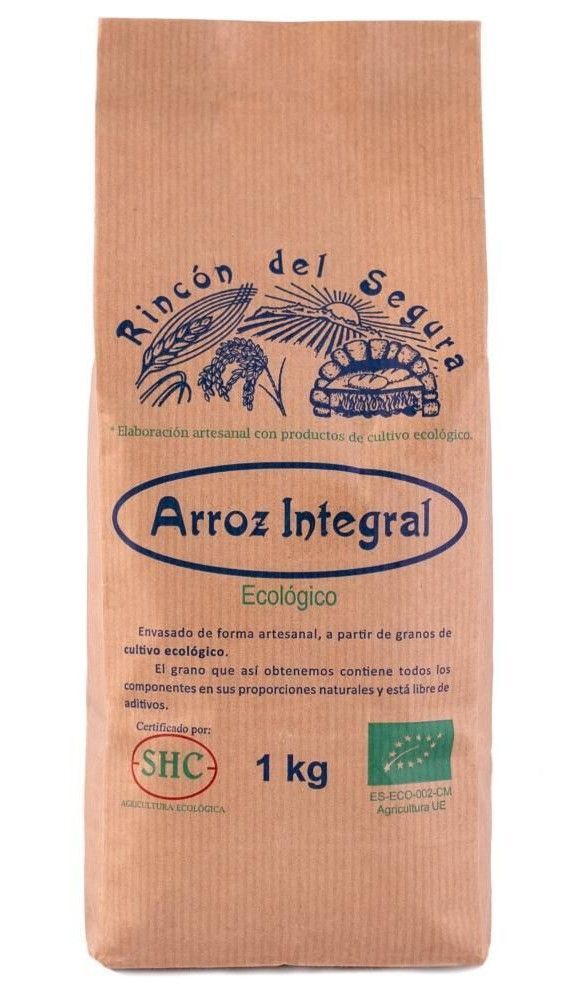 Rincón del Segura
* Elaboración artesanal con productos de cultivo ecológico.
Arroz Integral
Ecológico
Envasado de forma artesanal, a partir de granos de
cultivo ecológico.
El grano que así obtenemos contiene todos los
componentes en sus proporciones naturales y está libre de
aditivos.
Certificado por:
SHC
AGRICULTURA ECOLÓGICA
1 kg
ES-ECO-002-CM
Agricultura UE